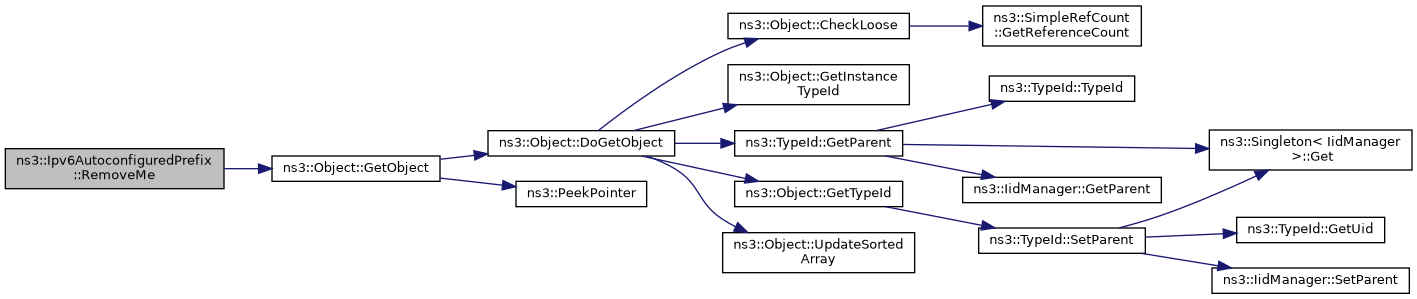 ns3::Ipv6AutoconfiguredPrefix
::RemoveMe
ns3::Object::GetObject
ns3::Object::DoGetObject
ns3::PeekPointer
ns3::Object::CheckLoose
ns3::Object::GetInstance
TypeId
ns3::TypeId::GetParent
ns3::Object::GetTypeId
ns3::Object::UpdateSorted
Array
ns3::SimpleRefCount
::GetReferenceCount
ns3::TypeId::TypeId
ns3::IidManager::GetParent
ns3::TypeId::SetParent
ns3::Singleton< IidManager
>::Get
ns3::TypeId::GetUid
ns3::IidManager::SetParent